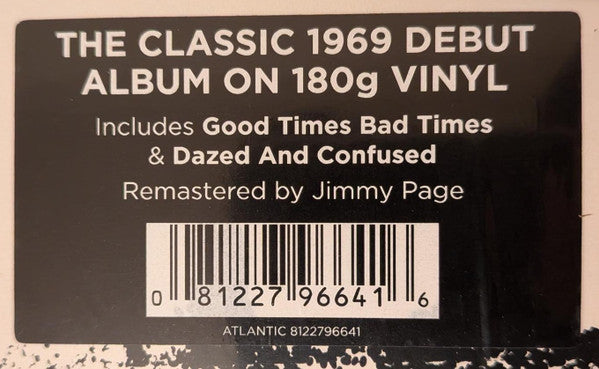 THE CLASSIC 1969 DEBUT
ALBUM ON 180g VINYL
Includes Good Times Bad Times
& Dazed And Confused
Remastered by Jimmy Page
0 81227 96641 6
ATLANTIC 8122796641